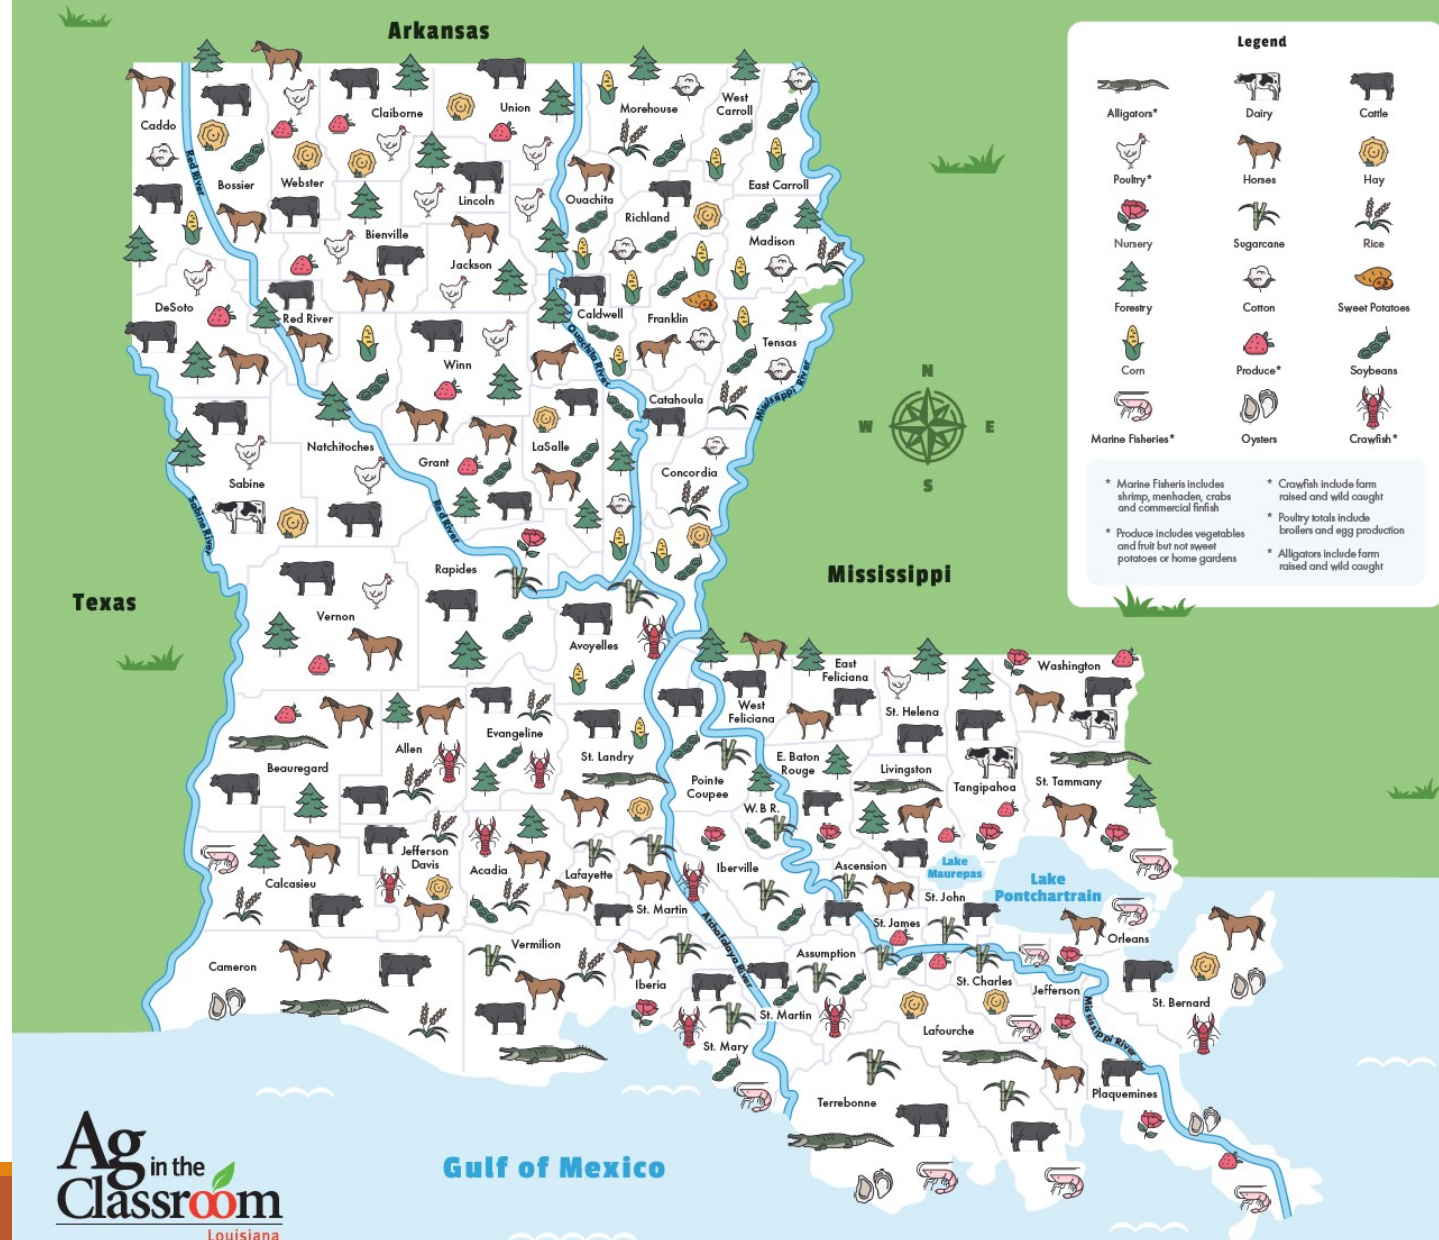 Arkansas
Legend
Alligators*
Dairy
Cattle
Poultry*
Horses
Hay
Nursery
Sugarcane
Rice
Forestry
Cotton
Sweet Potatoes
Corn
Produce*
Soybeans
Marine Fisheries*
Oysters
Crawfish*
* Marine Fisheris includes
shrimp, menhaden, crabs
and commercial finfish
* Produce includes vegetables
and fruit but not sweet
potatoes or home gardens
* Crawfish include farm
raised and wild caught
* Poultry totals include
broilers and egg production
* Alligators include farm
raised and wild caught
Caddo
Bossier
Webster
Claiborne
Union
Morehouse
West
Carroll
East Carroll
Red River
Lincoln
Ouachita
Richland
Madison
Bienville
Jackson
DeSoto
Red River
Caldwell
Franklin
Tensas
Winn
Ouachita River
Mississippi River
Catahoula
Natchitoches
Grant
LaSalle
Concordia
Sabine
Sabine River
Red River
Rapides
Vernon
Avoyelles
N
W
E
S
Texas
Mississippi
Washington
East
Feliciana
West
Feliciana
St. Helena
Evangeline
Allen
Beauregard
St. Landry
Pointe
Coupee
E. Baton
Rouge
Livingston
Tangipahoa
St. Tammany
W. B R.
Jefferson
Davis
Acadia
Lafayette
Calcasieu
St. Martin
Iberville
Ascension
Lake
Maurepas
Lake
Pontchartrain
St. John
St. James
Orleans
Atchafalaya River
Cameron
Vermilion
Iberia
Assumption
St. Charles
Jefferson
St. Bernard
St. Martin
St. Mary
Lafourche
Mississippi River
Plaquemines
Terrebonne
Gulf of Mexico
Ag in the
Classroom
Louisiana